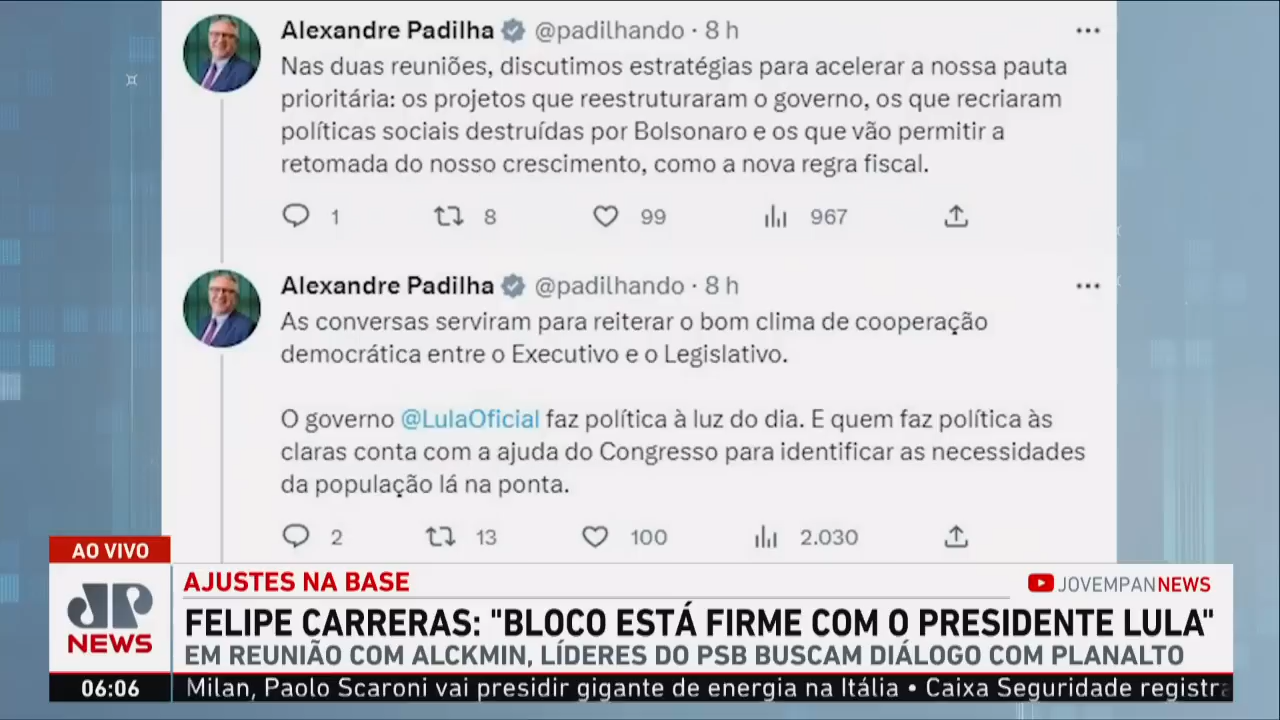 Alexandre Padilha @padilhando · 8 h
Nas duas reuniões, discutimos estratégias para acelerar a nossa pauta
prioritária: os projetos que reestruturaram o governo, os que recriaram
políticas sociais destruídas por Bolsonaro e os que vão permitir a
retomada do nosso crescimento, como a nova regra fiscal.
1 8 99 967
Alexandre Padilha @padilhando · 8 h
As conversas serviram para reiterar o bom clima de cooperação
democrática entre o Executivo e o Legislativo.
O governo @LulaOficial faz política à luz do dia. E quem faz política às
claras conta com a ajuda do Congresso para identificar as necessidades
da população lá na ponta.
2 13 100 2.030
AO VIVO
JP
NEWS
AJUSTES NA BASE
JOVEMPANNEWS
FELIPE CARRERAS: "BLOCO ESTÁ FIRME COM O PRESIDENTE LULA"
EM REUNIÃO COM ALCKMIN, LÍDERES DO PSB BUSCAM DIÁLOGO COM PLANALTO
06:06
Milan, Paolo Scaroni vai presidir gigante de energia na Itália • Caixa Seguridade registra